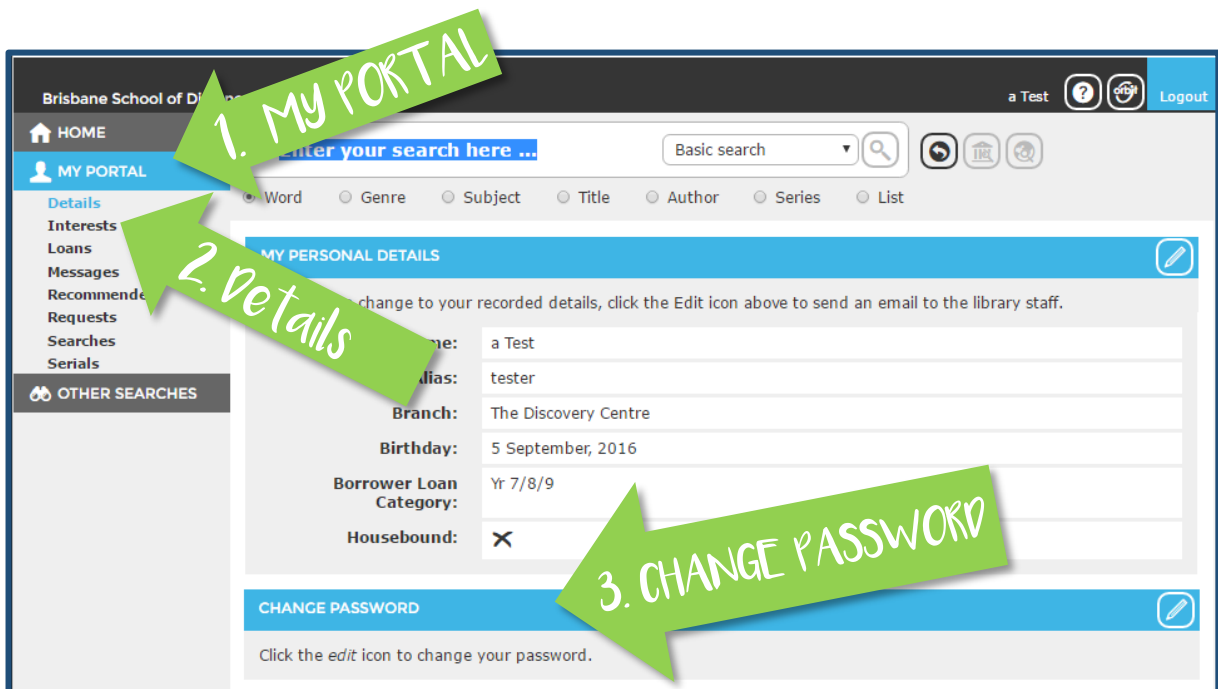 Brisbane School of Di
a Test
?
orbit
Logout
1. MY PORTAL
HOME
MY PORTAL
Details
Interests
Loans
Messages
Requests
Searches
Serials
OTHER SEARCHES
your search here ...
Basic search
Word Genre Subject Title Author Series List
2. Details
MY PERSONAL DETAILS
change to your recorded details, click the Edit icon above to send an email to the library staff.
a Test
tester
Branch: The Discovery Centre
Birthday: 5 September, 2016
Borrower Loan Category: Yr 7/8/9
Housebound:
3. CHANGE PASSWORD
CHANGE PASSWORD
Click the edit icon to change your password.